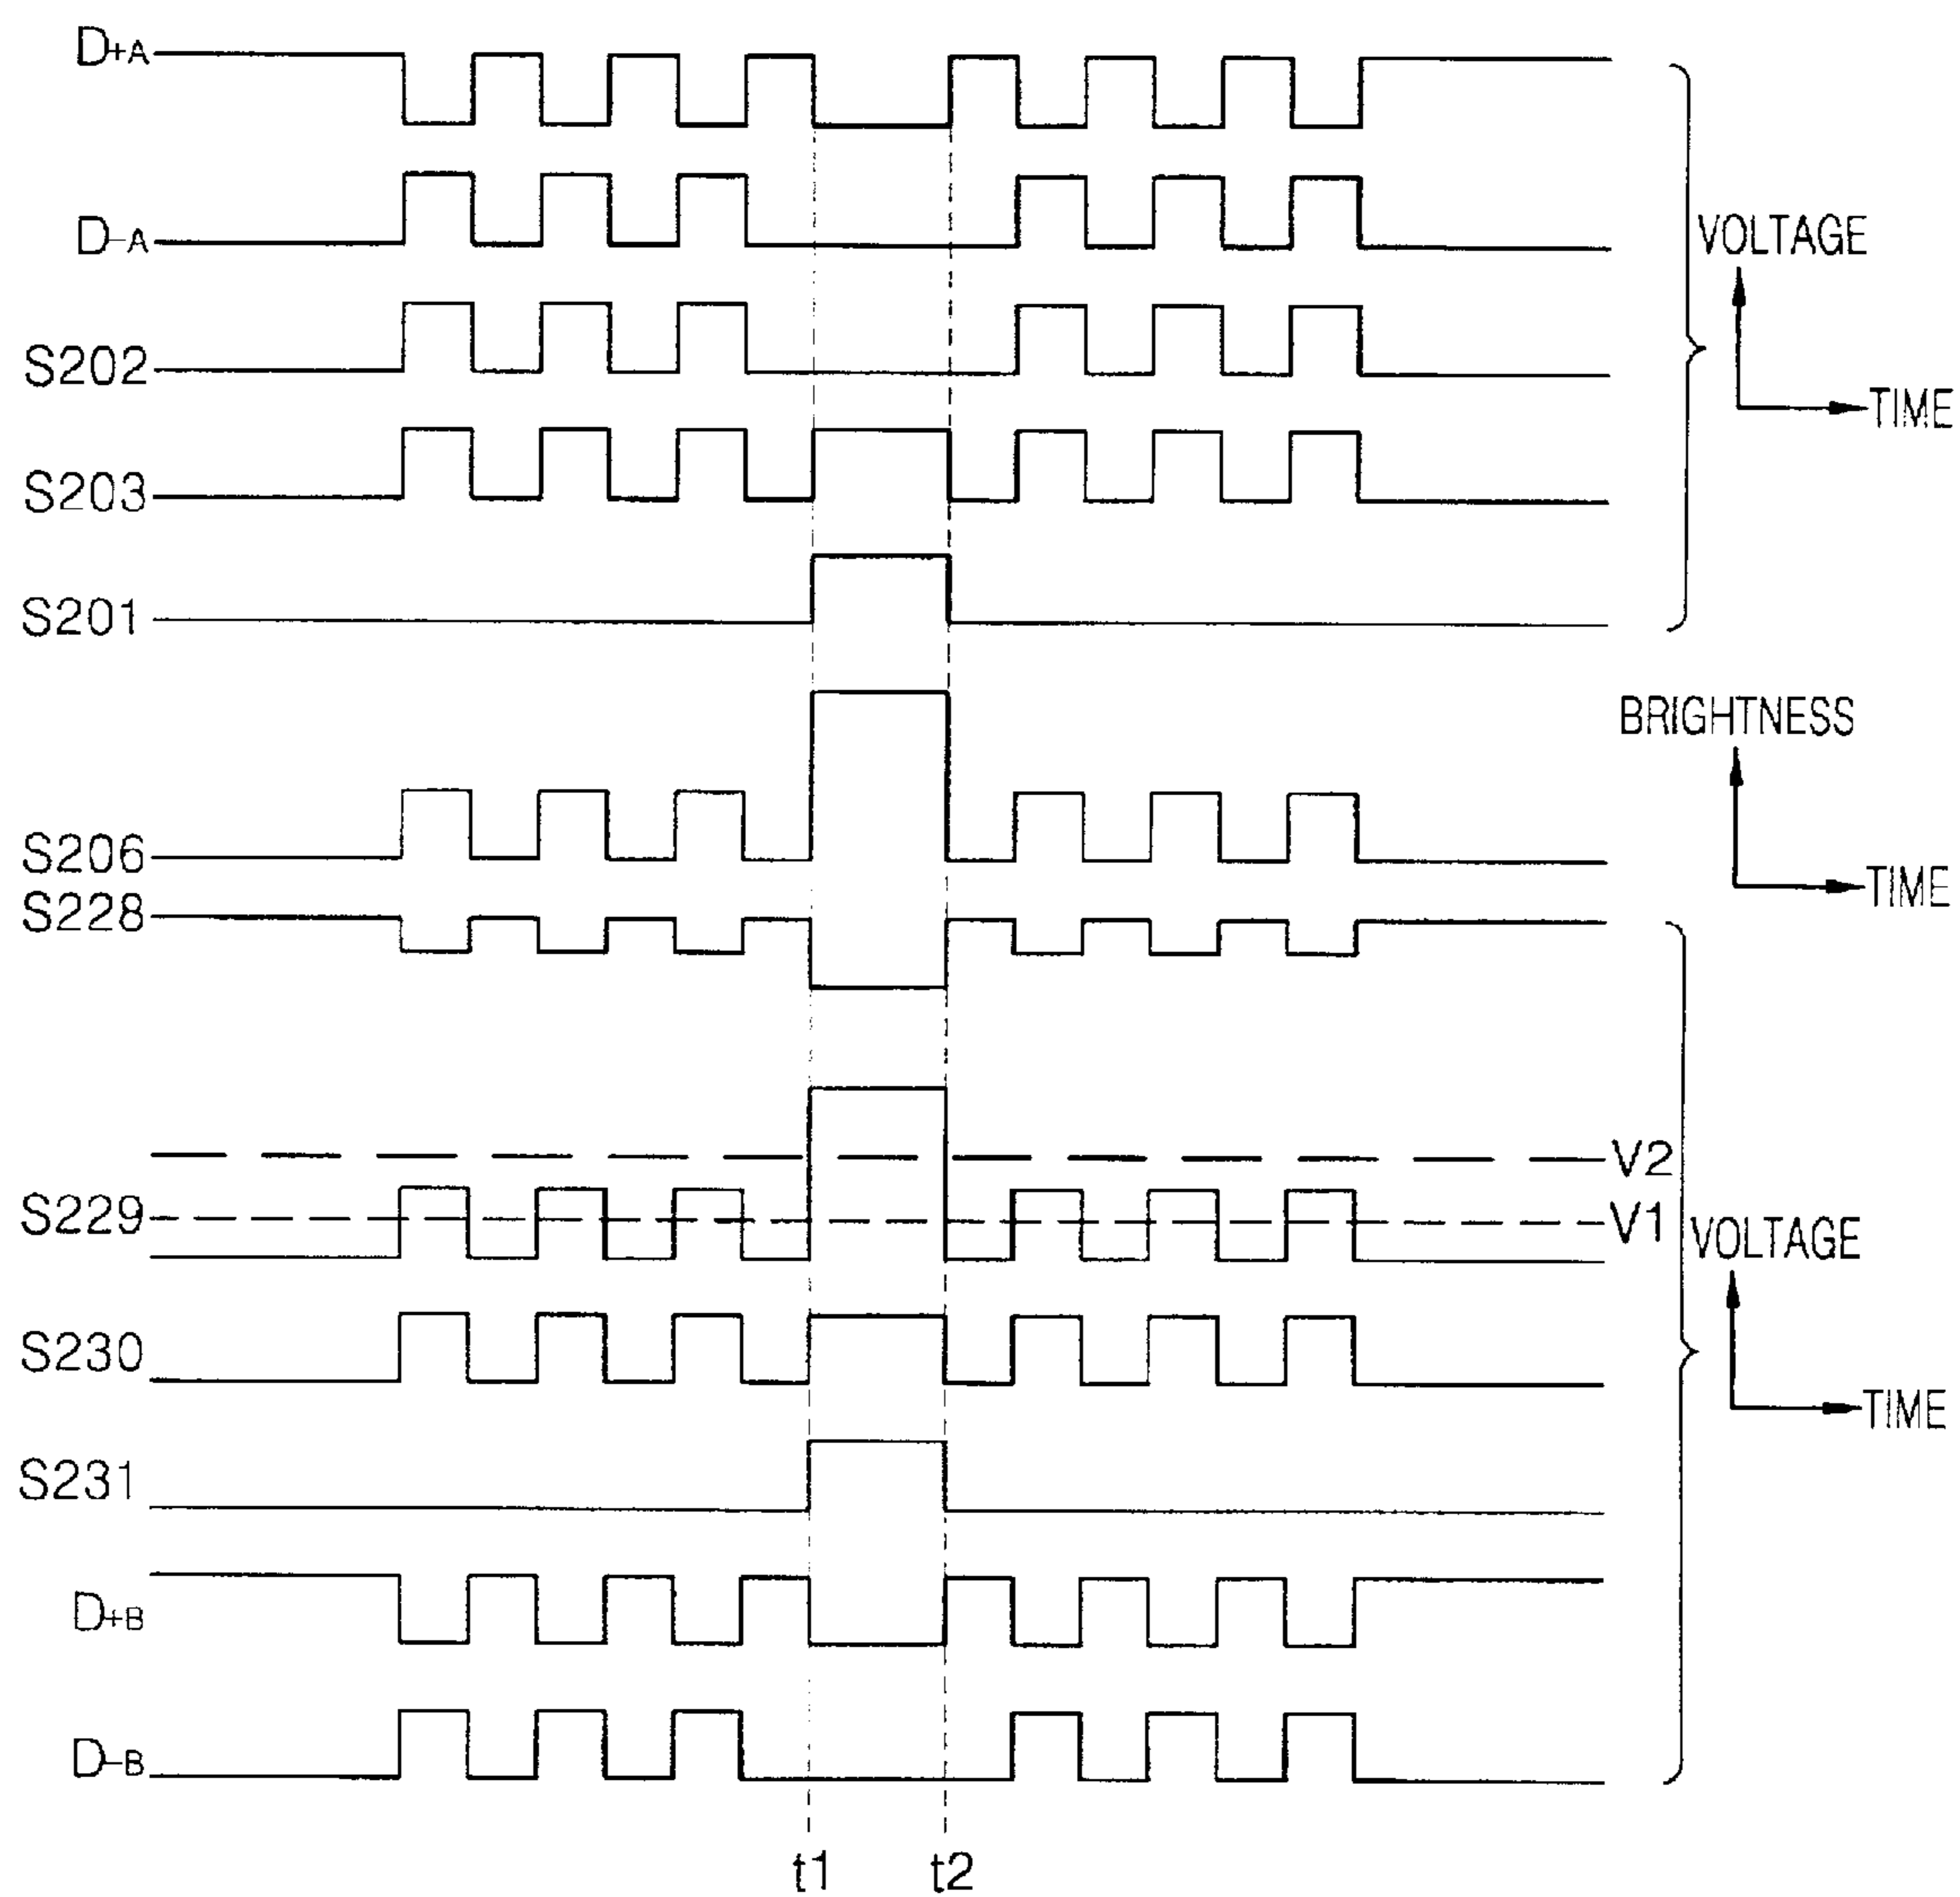 D+A
D-A
VOLTAGE
S202
TIME
S203
S201
BRIGHTNESS
S206
TIME
S228
V2
S229
V1
VOLTAGE
S230
TIME
S231
D+B
D-B
t1 t2